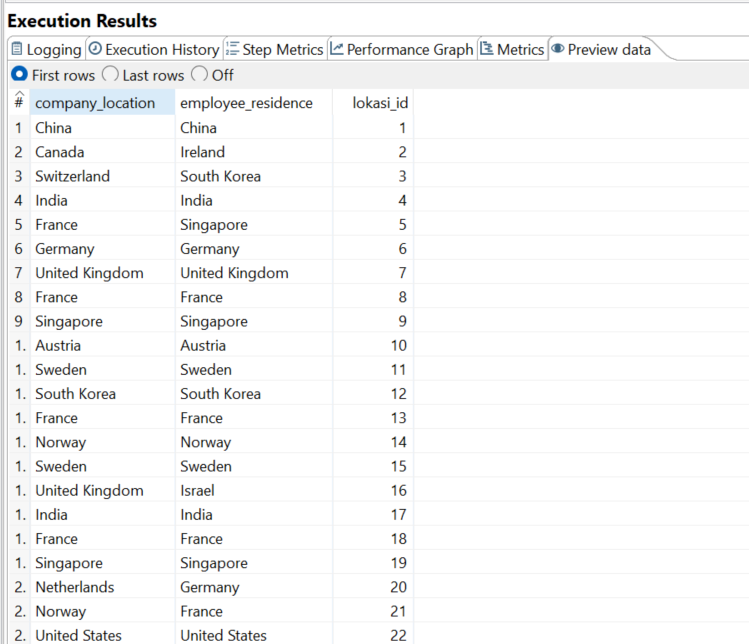 Execution Results
Logging Execution History Step Metrics Performance Graph Metrics Preview data
First rows Last rows Off
# company_location employee_residence lokasi_id
1 China China 1
2 Canada Ireland 2
3 Switzerland South Korea 3
4 India India 4
5 France Singapore 5
6 Germany Germany 6
7 United Kingdom United Kingdom 7
8 France France 8
9 Singapore Singapore 9
1. Austria Austria 10
1. Sweden Sweden 11
1. South Korea South Korea 12
1. France France 13
1. Norway Norway 14
1. Sweden Sweden 15
1. United Kingdom Israel 16
1. India India 17
1. France France 18
1. Singapore Singapore 19
2. Netherlands Germany 20
2. Norway France 21
2. United States United States 22